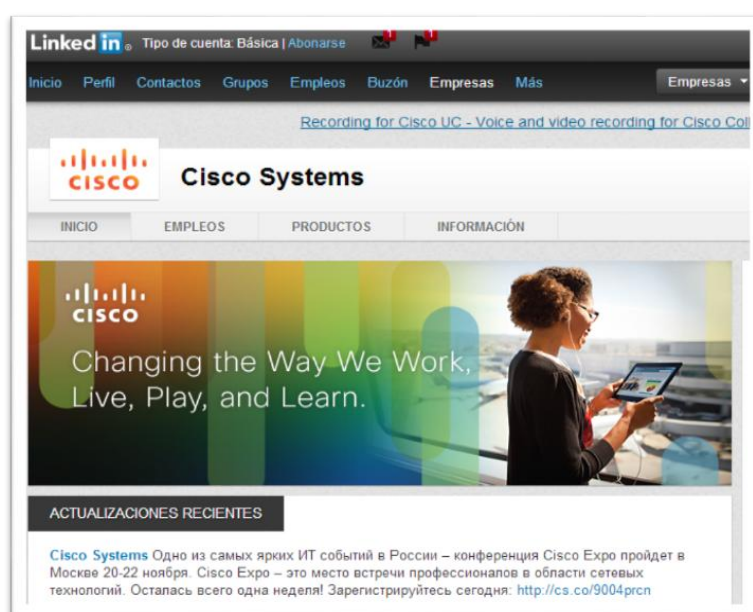 Linked in® Tipo de cuenta: Básica | Abonarse 1 1
Inicio Perfil Contactos Grupos Empleos Buzón Empresas Más Empresas
Recording for Cisco UC - Voice and video recording for Cisco Coll
CISCO
Cisco Systems
INICIO EMPLEOS PRODUCTOS INFORMACIÓN
CISCO
Changing the Way We Work,
Live, Play, and Learn.
ACTUALIZACIONES RECIENTES
Cisco Systems Одно из самых ярких ИТ событий в России – конференция Cisco Expo пройдет в
Москве 20-22 ноября. Cisco Expo – это место встречи профессионалов в области сетевых
технологий. Осталась всего одна неделя! Зарегистрируйтесь сегодня: http://cs.co/9004prcn